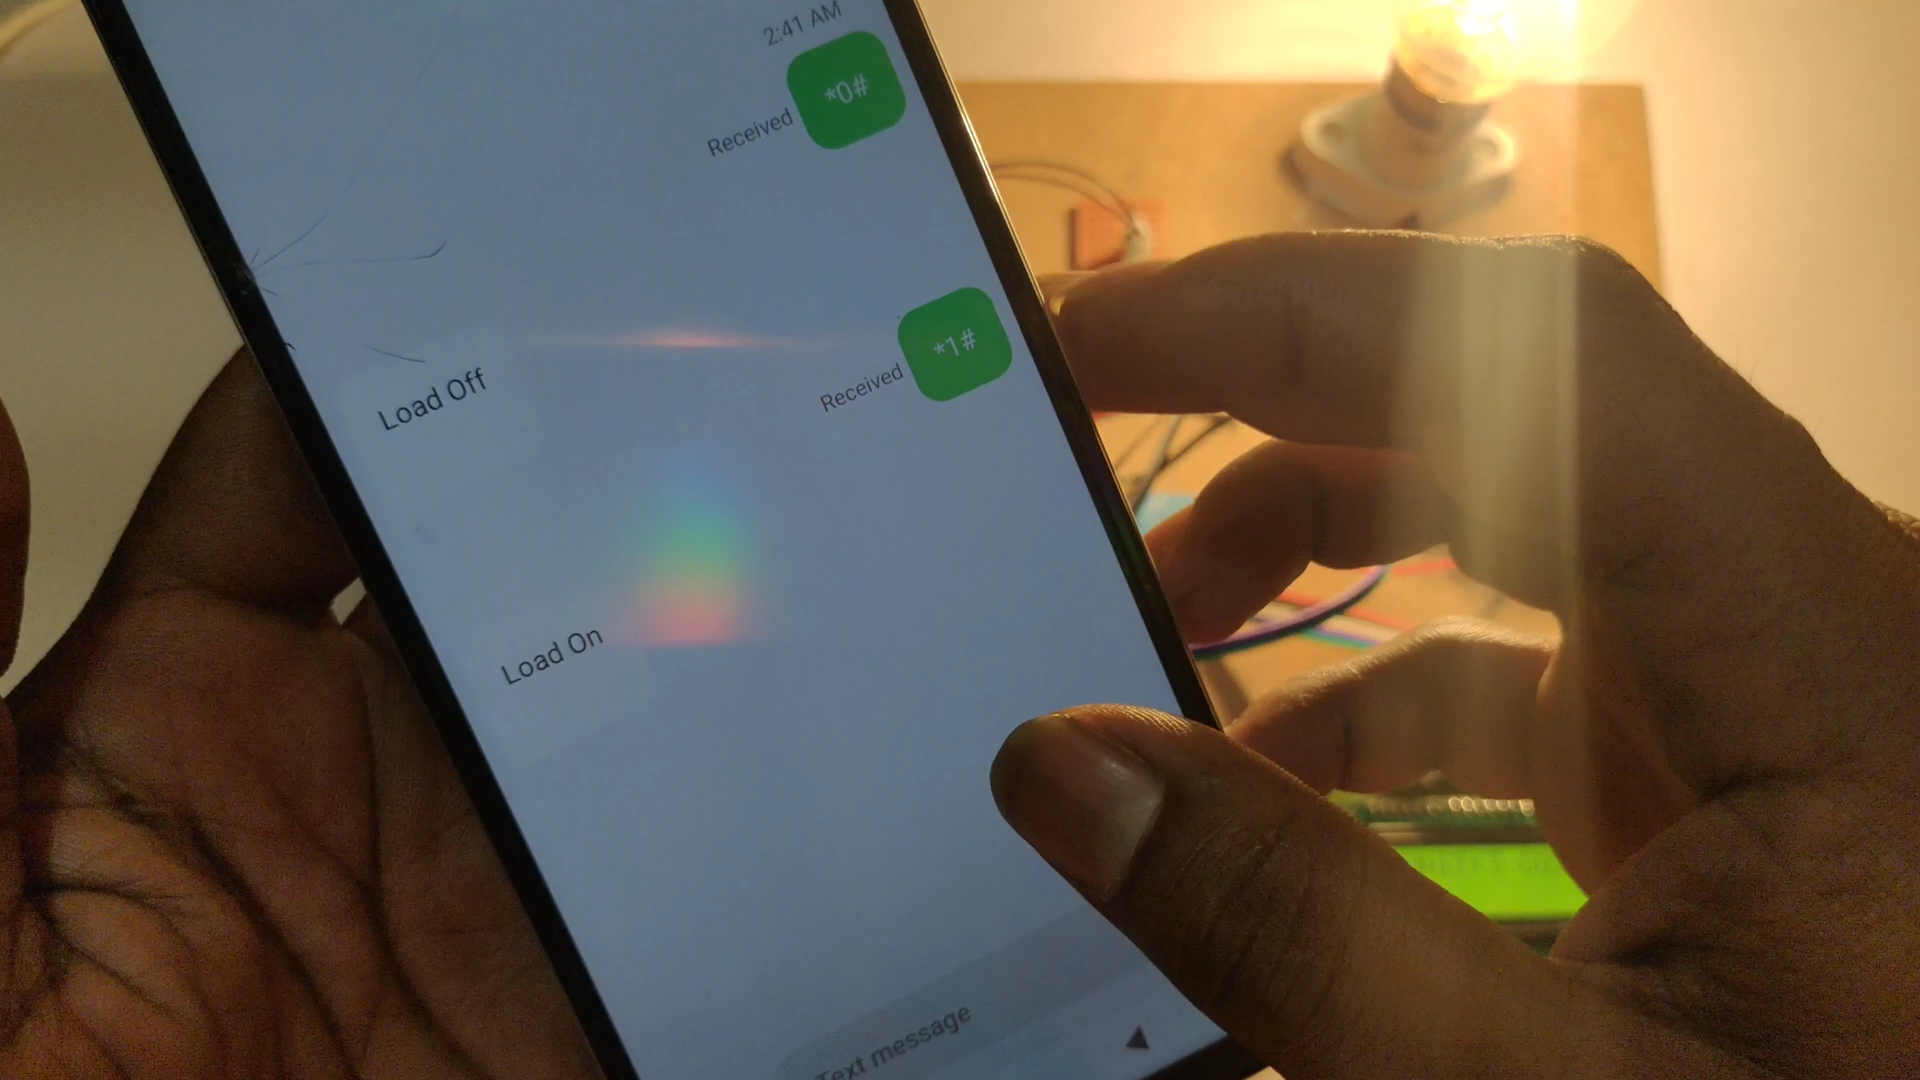 2:41 AM
*0#
Received
*1#
Received
Load Off
Load On
Text message